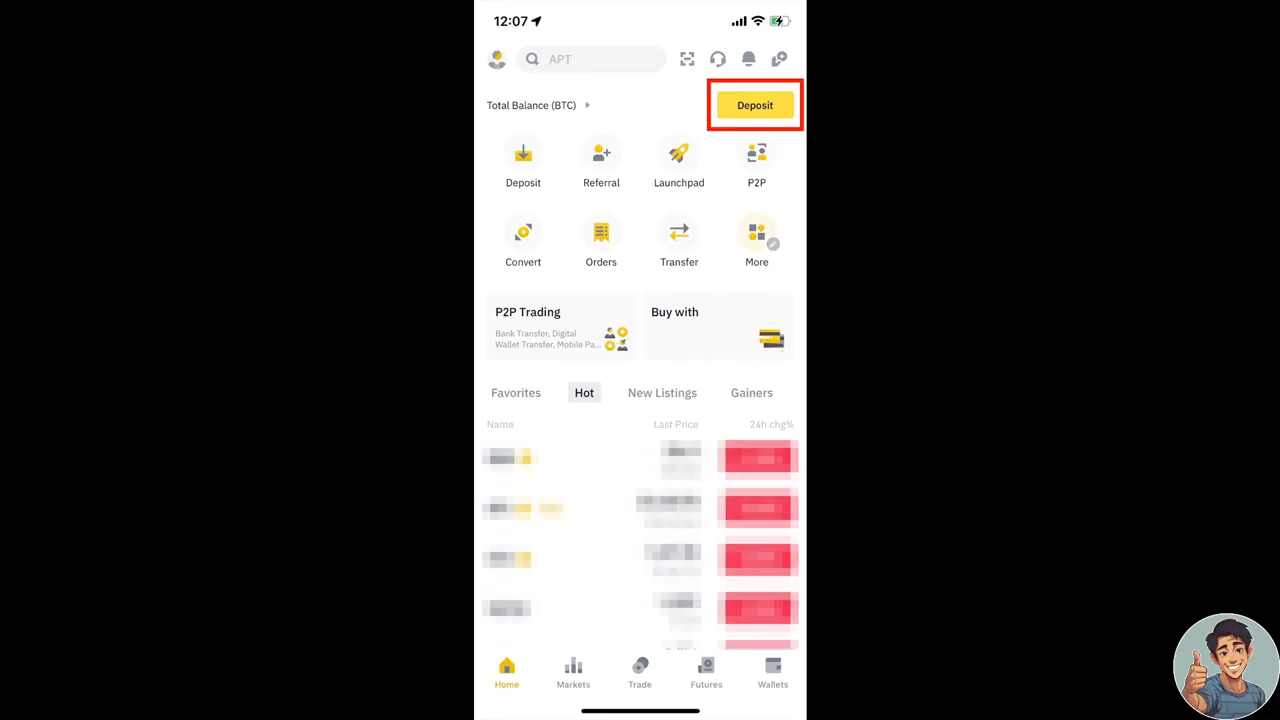 12:07
APT
Total Balance (BTC)
Deposit
Deposit
Referral
Launchpad
P2P
Convert
Orders
Transfer
More
P2P Trading
Bank Transfer, Digital
Wallet Transfer, Mobile Pa...
Buy with
Favorites
Hot
New Listings
Gainers
Name
Last Price
24h chg%
Home
Markets
Trade
Futures
Wallets